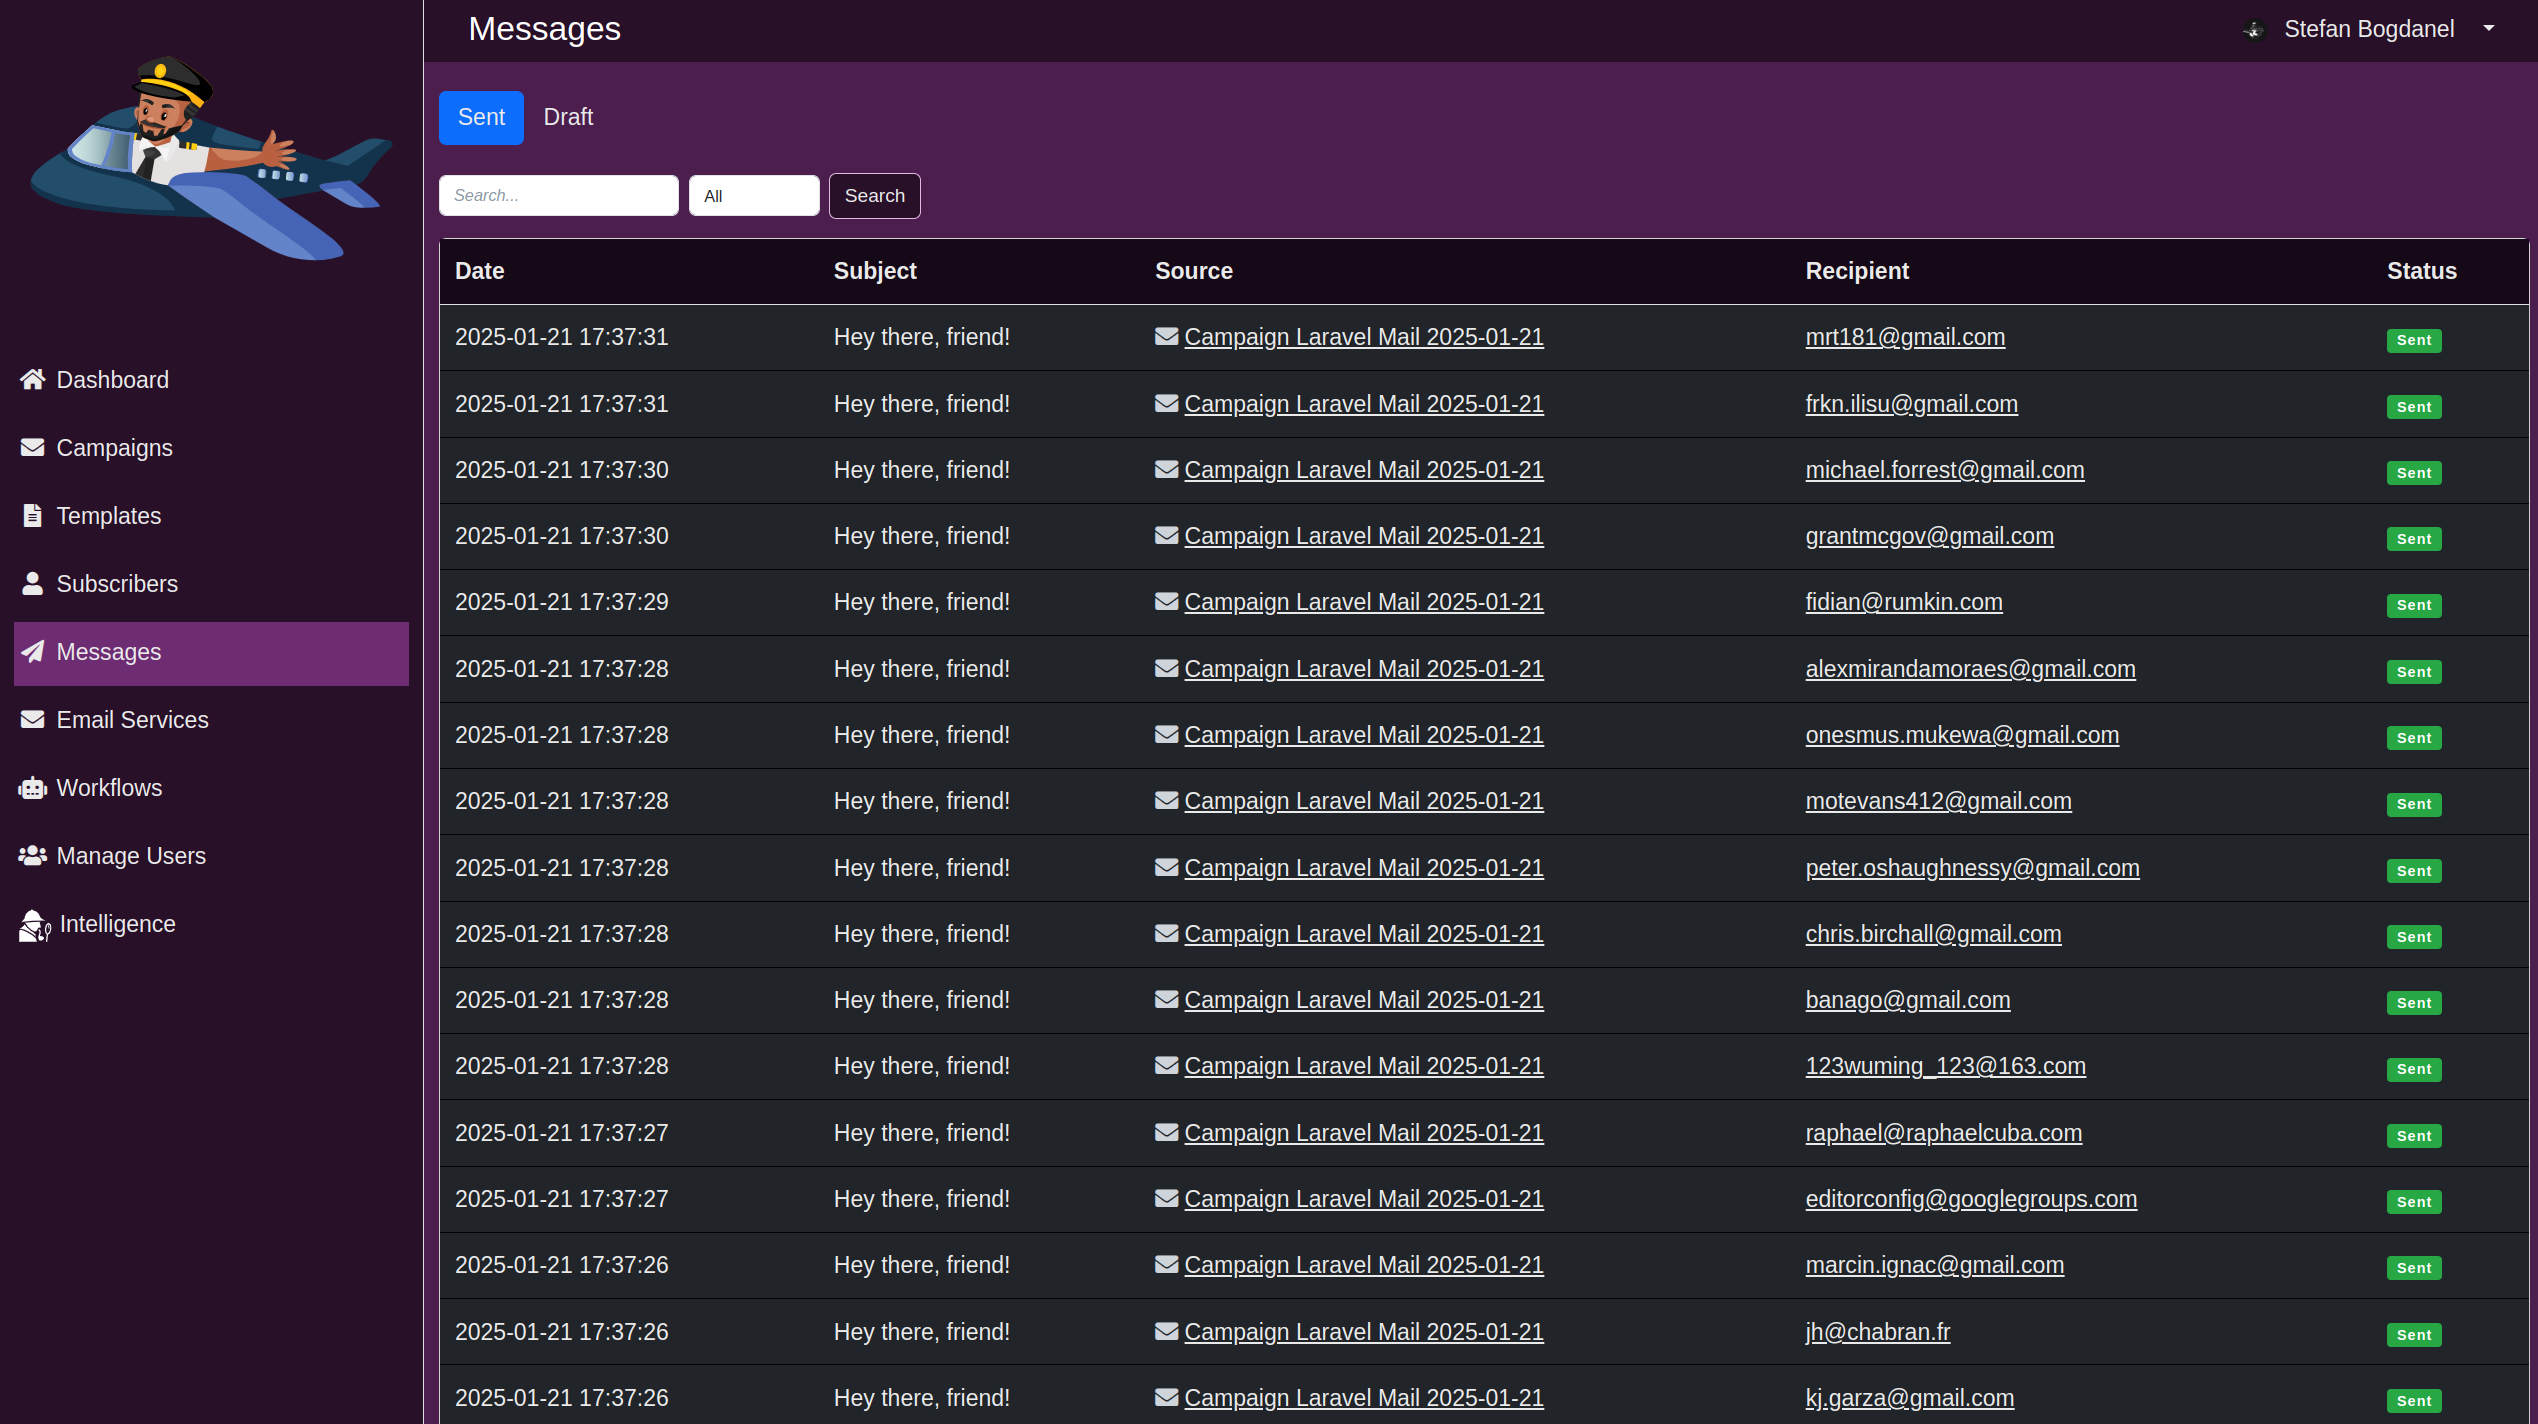 Messages
Stefan Bogdanel
Sent Draft
Search... All Search
Dashboard
Campaigns
Templates
Subscribers
Messages
Email Services
Workflows
Manage Users
Intelligence
Date Subject Source Recipient Status
2025-01-21 17:37:31 Hey there, friend! Campaign Laravel Mail 2025-01-21 mrt181@gmail.com Sent
2025-01-21 17:37:31 Hey there, friend! Campaign Laravel Mail 2025-01-21 frkn.ilisu@gmail.com Sent
2025-01-21 17:37:30 Hey there, friend! Campaign Laravel Mail 2025-01-21 michael.forrest@gmail.com Sent
2025-01-21 17:37:30 Hey there, friend! Campaign Laravel Mail 2025-01-21 grantmcgov@gmail.com Sent
2025-01-21 17:37:29 Hey there, friend! Campaign Laravel Mail 2025-01-21 fidian@rumkin.com Sent
2025-01-21 17:37:28 Hey there, friend! Campaign Laravel Mail 2025-01-21 alexmirandamoraes@gmail.com Sent
2025-01-21 17:37:28 Hey there, friend! Campaign Laravel Mail 2025-01-21 onesmus.mukewa@gmail.com Sent
2025-01-21 17:37:28 Hey there, friend! Campaign Laravel Mail 2025-01-21 motevans412@gmail.com Sent
2025-01-21 17:37:28 Hey there, friend! Campaign Laravel Mail 2025-01-21 peter.oshaughnessy@gmail.com Sent
2025-01-21 17:37:28 Hey there, friend! Campaign Laravel Mail 2025-01-21 chris.birchall@gmail.com Sent
2025-01-21 17:37:28 Hey there, friend! Campaign Laravel Mail 2025-01-21 banago@gmail.com Sent
2025-01-21 17:37:28 Hey there, friend! Campaign Laravel Mail 2025-01-21 123wuming_123@163.com Sent
2025-01-21 17:37:27 Hey there, friend! Campaign Laravel Mail 2025-01-21 raphael@raphaelcuba.com Sent
2025-01-21 17:37:27 Hey there, friend! Campaign Laravel Mail 2025-01-21 editorconfig@googlegroups.com Sent
2025-01-21 17:37:26 Hey there, friend! Campaign Laravel Mail 2025-01-21 marcin.ignac@gmail.com Sent
2025-01-21 17:37:26 Hey there, friend! Campaign Laravel Mail 2025-01-21 jh@chabran.fr Sent
2025-01-21 17:37:26 Hey there, friend! Campaign Laravel Mail 2025-01-21 kj.garza@gmail.com Sent